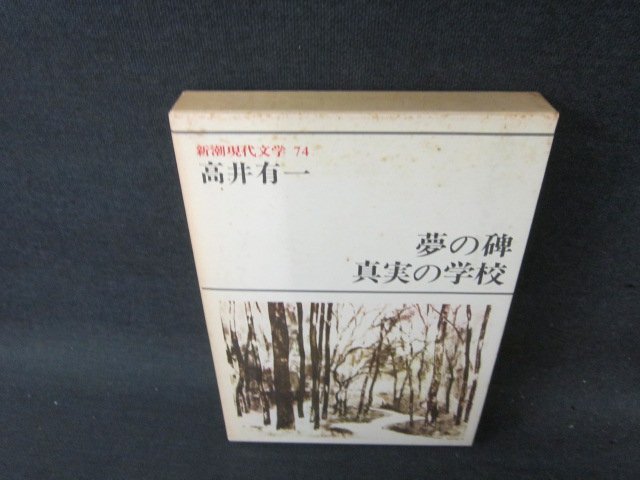 新潮現代文学 74
高井有一
夢の碑
真実の学校